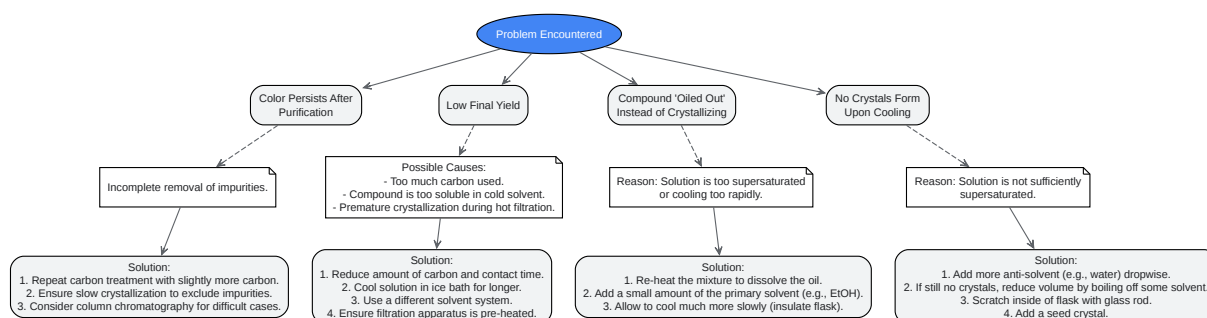 Problem Encountered
Color Persists After
Purification
Low Final Yield
Compound 'Oiled Out'
Instead of Crystallizing
No Crystals Form
Upon Cooling
Incomplete removal of impurities.
Possible Causes:
- Too much carbon used.
- Compound is too soluble in cold solvent.
- Premature crystallization during hot filtration.
Reason: Solution is too supersaturated
or cooling too rapidly.
Reason: Solution is not sufficiently
supersaturated.
Solution:
1. Repeat carbon treatment with slightly more carbon.
2. Ensure slow crystallization to exclude impurities.
3. Consider column chromatography for difficult cases.
Solution:
1. Reduce amount of carbon and contact time.
2. Cool solution in ice bath for longer.
3. Use a different solvent system.
4. Ensure filtration apparatus is pre-heated.
Solution:
1. Re-heat the mixture to dissolve the oil.
2. Add a small amount of the primary solvent (e.g., EtOH).
3. Allow to cool much more slowly (insulate flask).
Solution:
1. Add more anti-solvent (e.g., water) dropwise.
2. If still no crystals, reduce volume by boiling off some solvent.
3. Scratch inside of flask with glass rod.
4. Add a seed crystal.